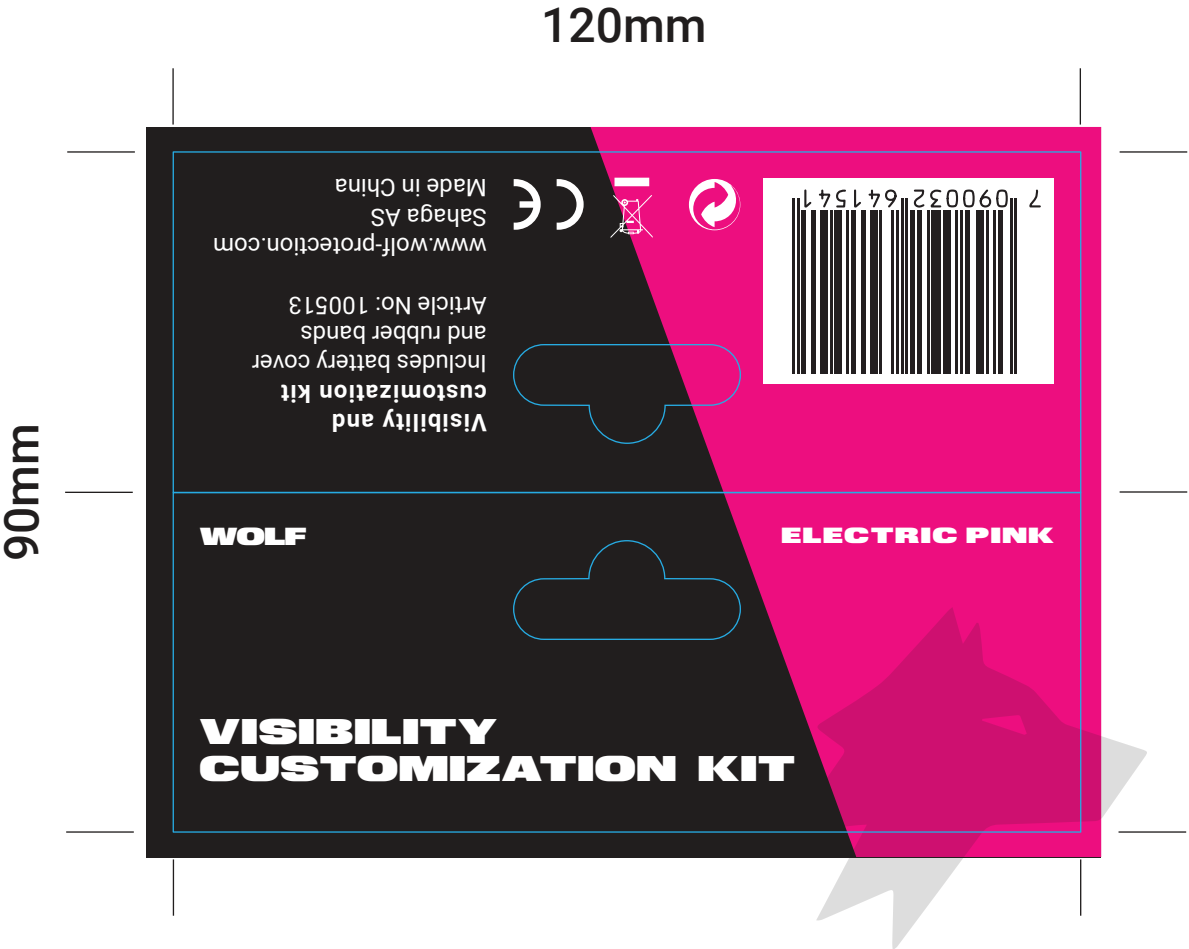 120mm
90mm
Visibility and
customization kit
Includes battery cover
and rubber bands
Article No: 100513
www.wolf-protection.com
Sahaga AS
Made in China
CE
7 090032 641541
WOLF
ELECTRIC PINK
VISIBILITY
CUSTOMIZATION KIT